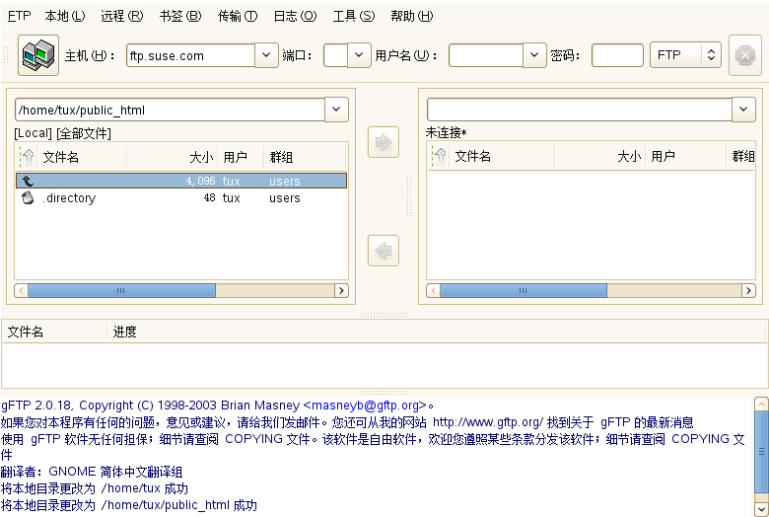 FTP 本地(L) 远程(R) 书签(B) 传输(T) 日志(O) 工具(S) 帮助(H)
主机(H): ftp.suse.com 端口: 用户名(U): 密码: FTP
/home/tux/public_html
[Local] [全部文件]
文件名 大小 用户 群组
.. 4,096 tux users
.directory 48 tux users
未连接*
文件名 大小 用户 群组
文件名 进度
gFTP 2.0.18, Copyright (C) 1998-2003 Brian Masney <masneyb@gftp.org>。
如果您对本程序有任何的问题，意见或建议，请给我们发邮件。您还可从我的网站 http://www.gftp.org/ 找到关于 gFTP 的最新消息
使用 gFTP 软件无任何担保；细节请查阅 COPYING 文件。该软件是自由软件，欢迎您遵照某些条款分发该软件；细节请查阅 COPYING 文
件
翻译者：GNOME 简体中文翻译组
将本地目录更改为 /home/tux 成功
将本地目录更改为 /home/tux/public_html 成功